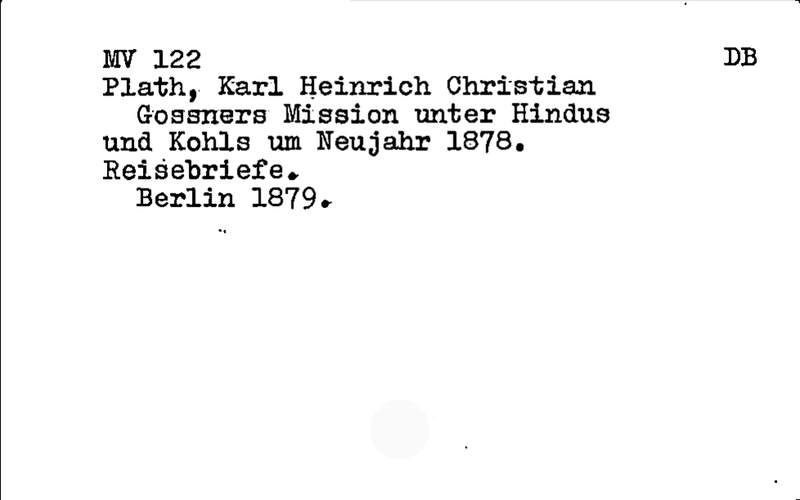 MV 122 DB
Plath, Karl Heinrich Christian
Gossners Mission unter Hindus
und Kohls um Neujahr 1878.
Reisebriefe.
Berlin 1879.